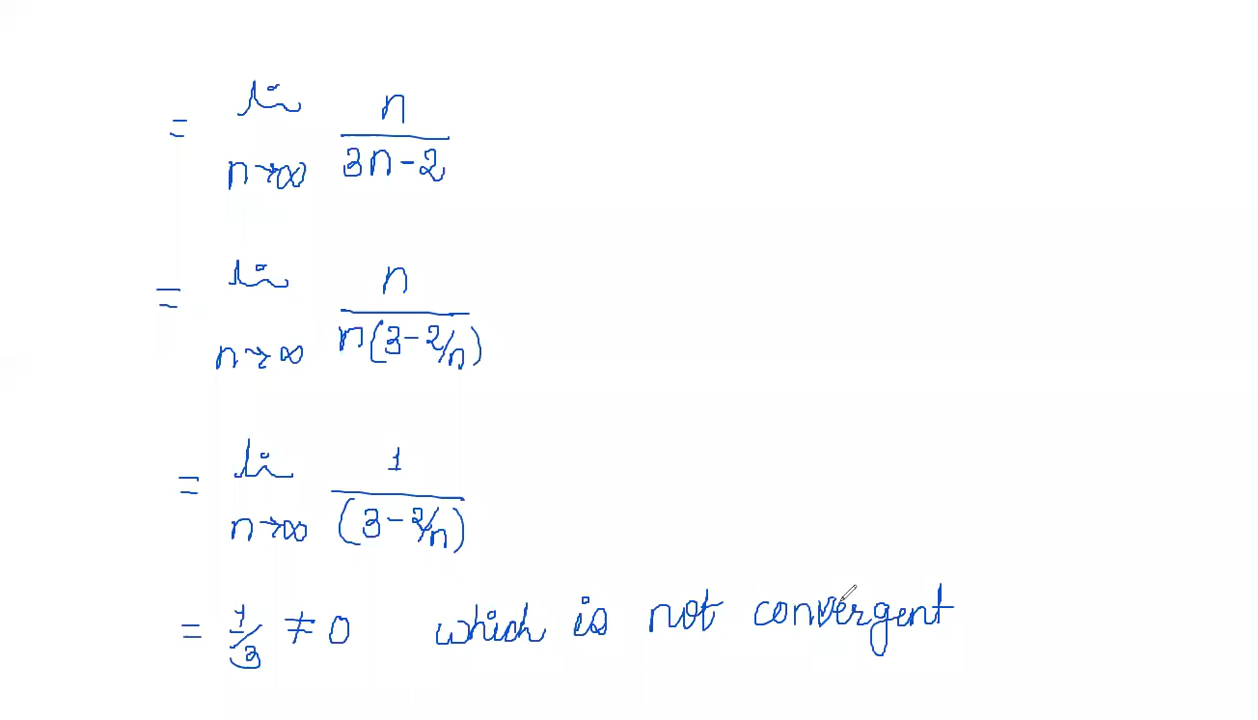 = lim n→∞ n/(3n-2)
= lim n→∞ n/(n(3-2/n))
= lim n→∞ 1/((3-2/n))
= 1/3 ≠ 0 which is not convergent